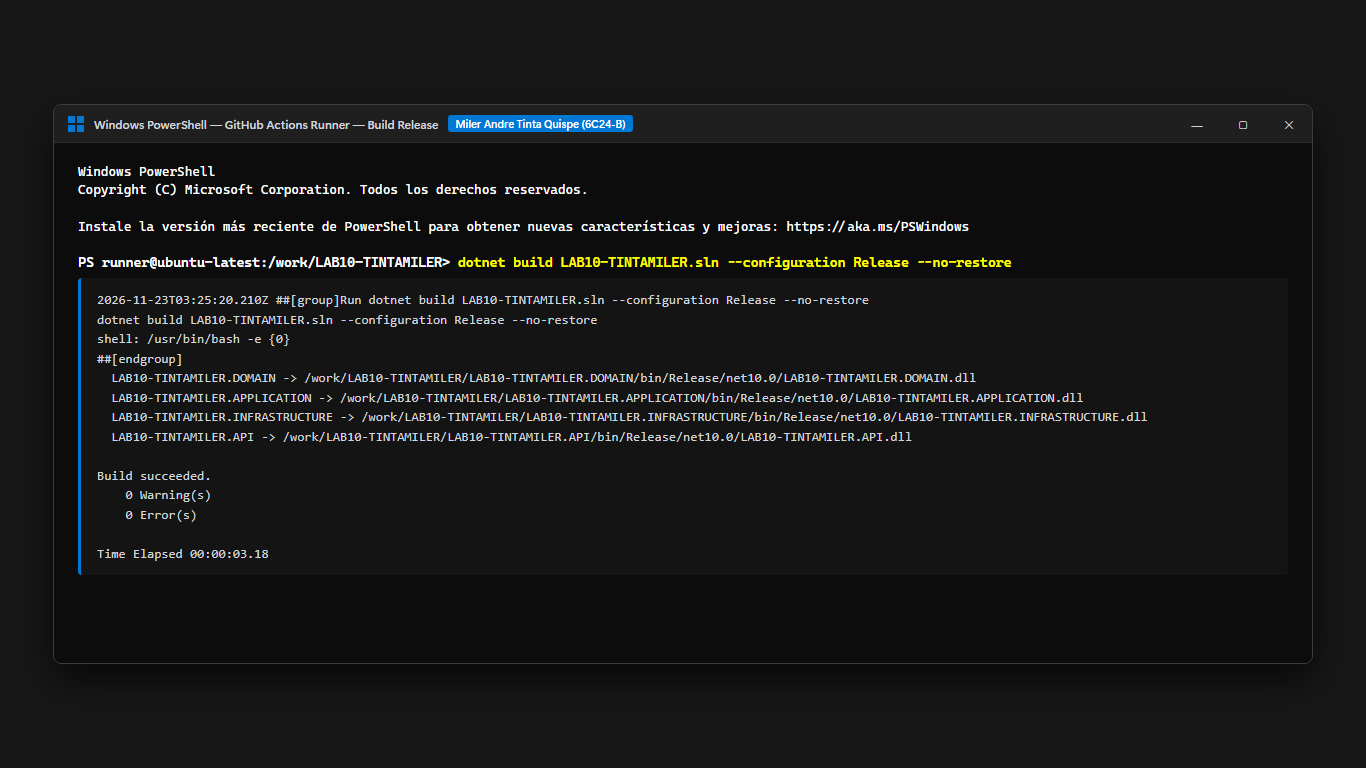 Windows PowerShell — GitHub Actions Runner — Build Release Miler Andre Tinta Quispe (6C24-B)
Windows PowerShell
Copyright (C) Microsoft Corporation. Todos los derechos reservados.
Instale la versión más reciente de PowerShell para obtener nuevas características y mejoras: https://aka.ms/PSWindows
PS runner@ubuntu-latest:/work/LAB10-TINTAMILER> dotnet build LAB10-TINTAMILER.sln --configuration Release --no-restore
2026-11-23T03:25:20.210Z ##[group]Run dotnet build LAB10-TINTAMILER.sln --configuration Release --no-restore
dotnet build LAB10-TINTAMILER.sln --configuration Release --no-restore
shell: /usr/bin/bash -e {0}
##[endgroup]
LAB10-TINTAMILER.DOMAIN -> /work/LAB10-TINTAMILER/LAB10-TINTAMILER.DOMAIN/bin/Release/net10.0/LAB10-TINTAMILER.DOMAIN.dll
LAB10-TINTAMILER.APPLICATION -> /work/LAB10-TINTAMILER/LAB10-TINTAMILER.APPLICATION/bin/Release/net10.0/LAB10-TINTAMILER.APPLICATION.dll
LAB10-TINTAMILER.INFRASTRUCTURE -> /work/LAB10-TINTAMILER/LAB10-TINTAMILER.INFRASTRUCTURE/bin/Release/net10.0/LAB10-TINTAMILER.INFRASTRUCTURE.dll
LAB10-TINTAMILER.API -> /work/LAB10-TINTAMILER/LAB10-TINTAMILER.API/bin/Release/net10.0/LAB10-TINTAMILER.API.dll
Build succeeded.
0 Warning(s)
0 Error(s)
Time Elapsed 00:00:03.18